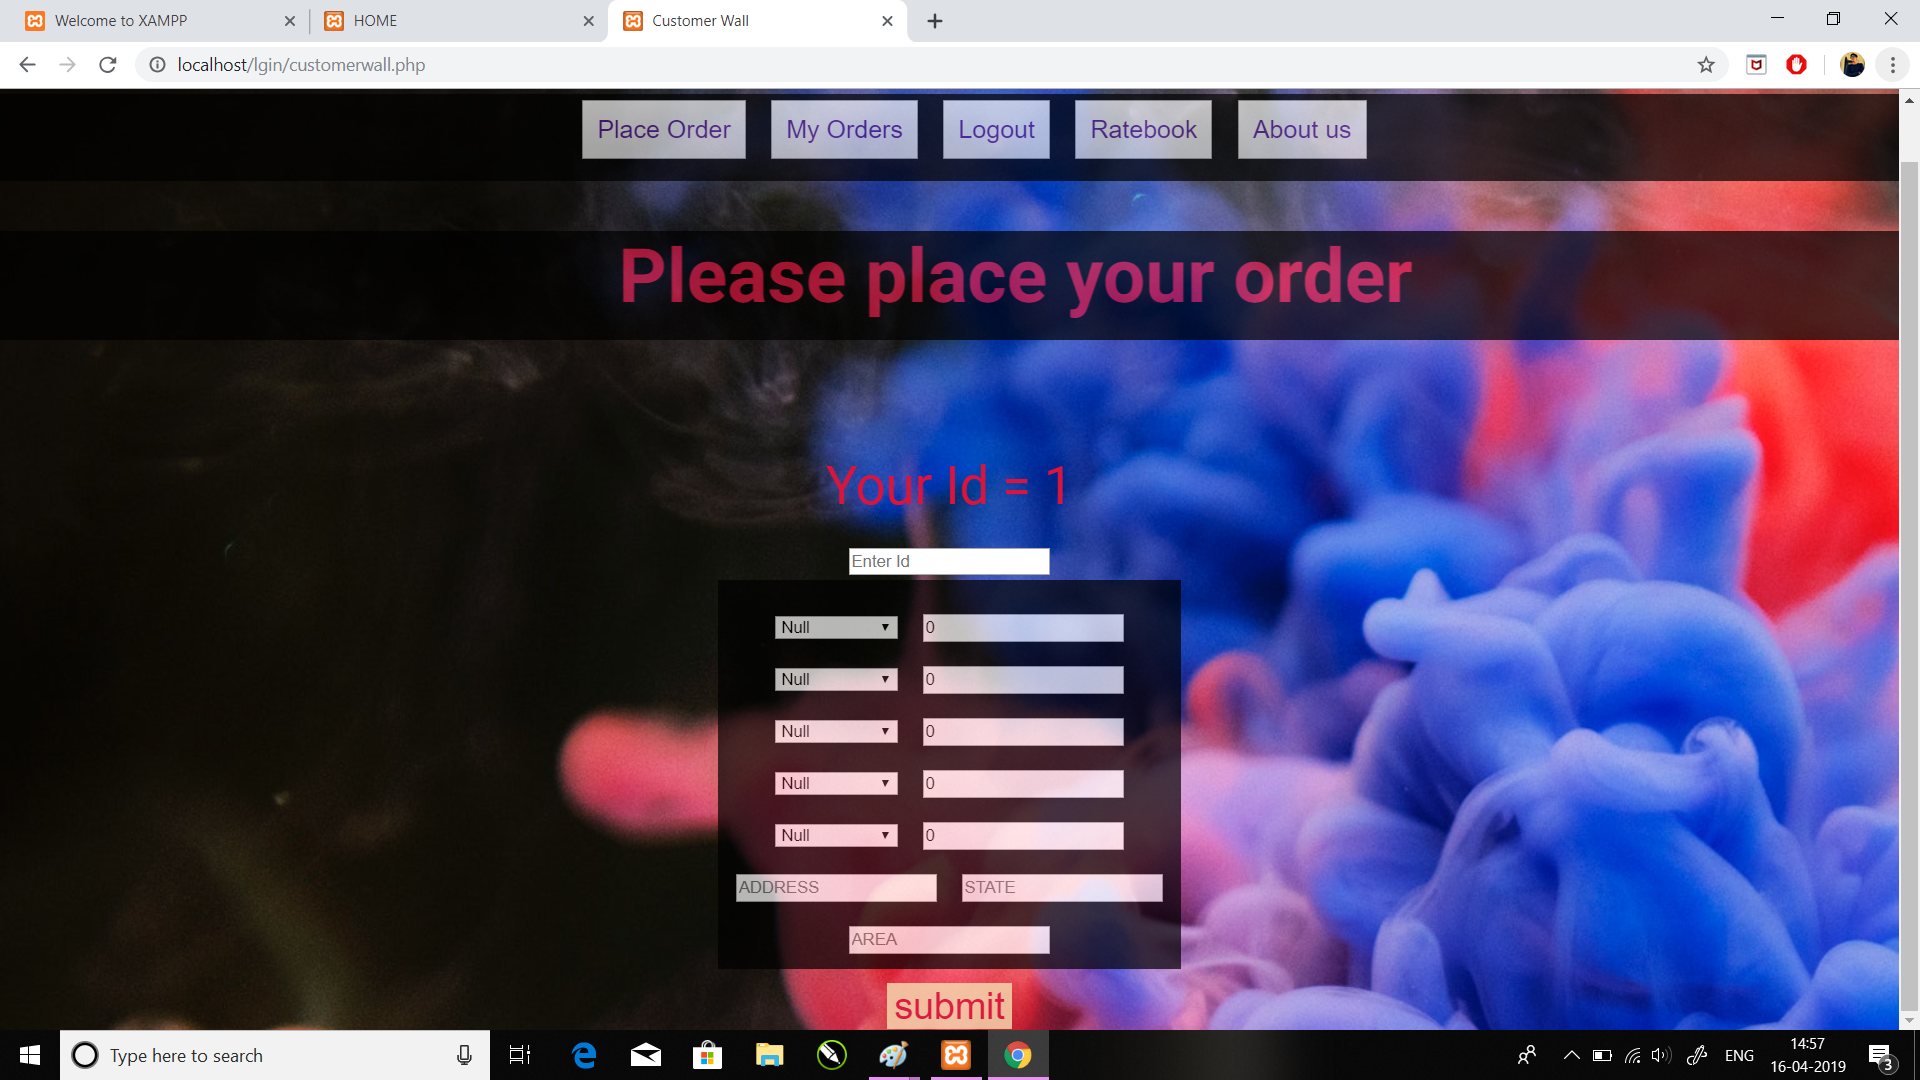 Welcome to XAMPP
HOME
Customer Wall
localhost/lgin/customerwall.php
Place Order My Orders Logout Ratebook About us
Please place your order
Your Id = 1
Enter Id
Null 0
Null 0
Null 0
Null 0
Null 0
ADDRESS STATE
AREA
submit
Type here to search
ENG
14:57
16-04-2019
3